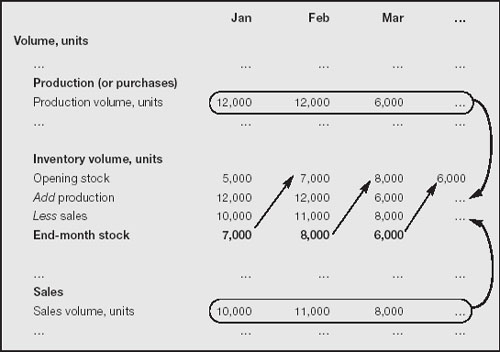 Jan Feb Mar ...
Volume, units
... ... ... ... ...
Production (or purchases)
Production volume, units 12,000 12,000 6,000 ...
... ... ... ... ...
Inventory volume, units
Opening stock 5,000 7,000 8,000 6,000
Add production 12,000 12,000 6,000 ...
Less sales 10,000 11,000 8,000 ...
End-month stock 7,000 8,000 6,000
... ... ... ... ...
Sales
Sales volume, units 10,000 11,000 8,000 ...
... ... ... ... ...